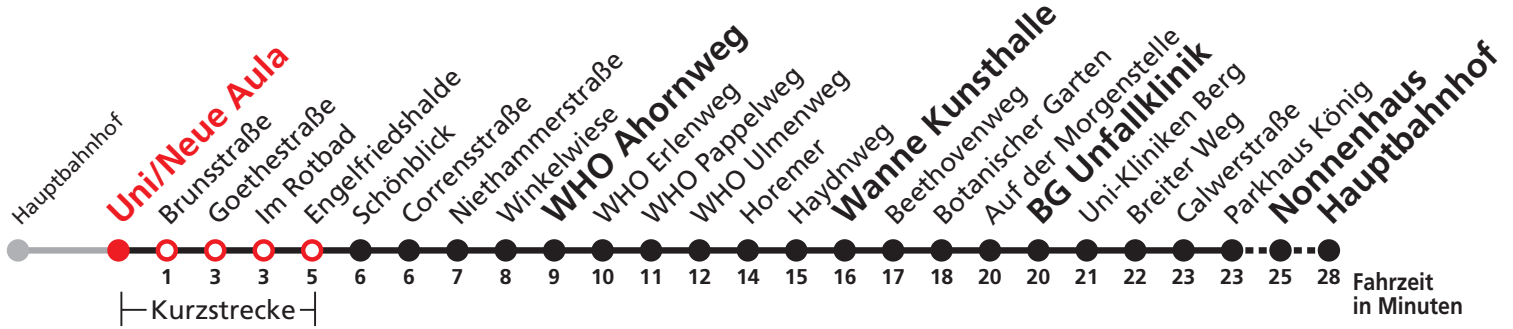 Hauptbahnhof
Uni/Neue Aula
Brunsstraße
Goethestraße
Im Rotbad
Engelfriedshalde
Schönblick
Corrensstraße
Niethammerstraße
Winkelwiese
WHO Ahornweg
WHO Erlenweg
WHO Pappelweg
WHO Ulmenweg
Horemer
Haydnweg
Wanne Kunsthalle
Beethovenweg
Botanischer Garten
Auf der Morgenstelle
BG Unfallklinik
Uni-Kliniken Berg
Breiter Weg
Calwerstraße
Parkhaus König
Nonnenhaus
Hauptbahnhof
1 3 3 5 6 6 7 8 9 10 11 12 14 15 16 17 18 20 20 21 22 23 23 25 28
Fahrzeit
in Minuten
Kurzstrecke